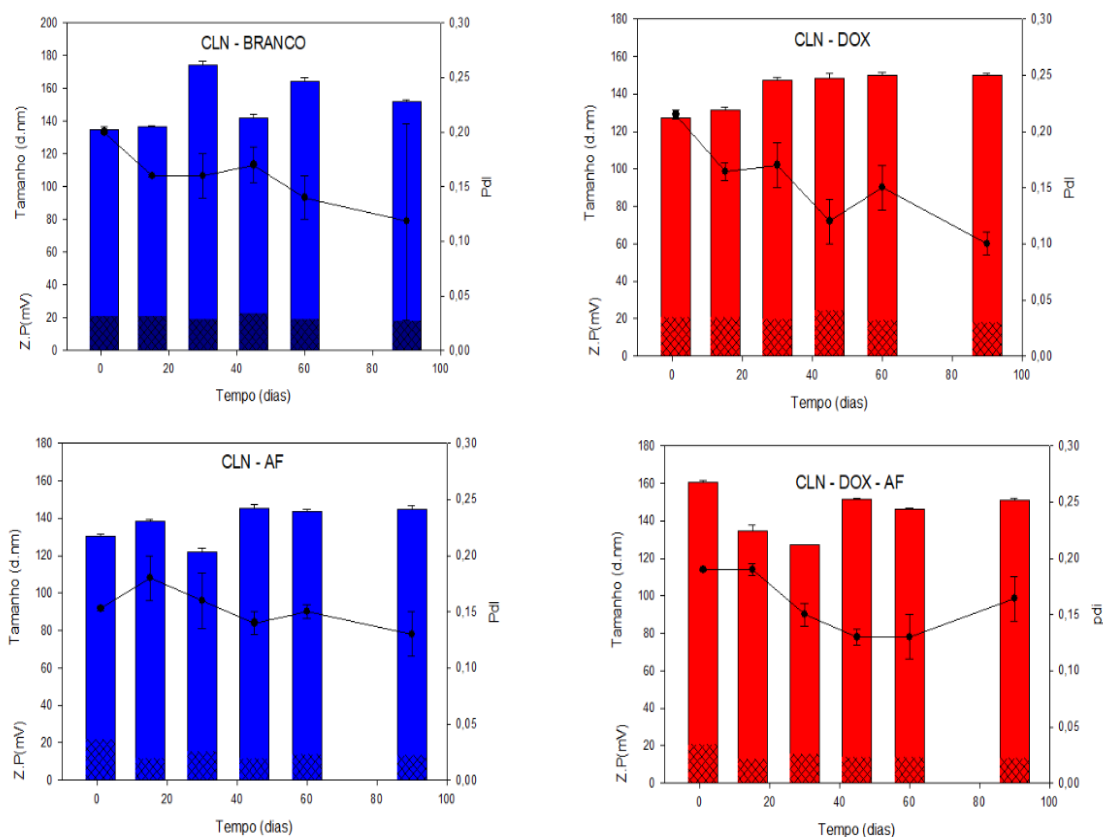 CLN - BRANCO
200
180
160
140
120
100
80
60
40
20
0
Tamanho (d.nm)
Z.P(mV)
0,30
0,25
0,20
0,15
0,10
0,05
0,00
PdI
0 20 40 60 80 100
Tempo (dias)
CLN - DOX
180
160
140
120
100
80
60
40
20
0
Tamanho (d.nm)
Z.P(mV)
0,30
0,25
0,20
0,15
0,10
0,05
0,00
PdI
0 20 40 60 80 100
Tempo (dias)
CLN - AF
180
160
140
120
100
80
60
40
20
0
Tamanho (d.nm)
Z.P(mV)
0,30
0,25
0,20
0,15
0,10
0,05
0,00
PdI
0 20 40 60 80 100
Tempo (dias)
CLN - DOX - AF
180
160
140
120
100
80
60
40
20
0
Tamanho (d.nm)
Z.P(mV)
0,30
0,25
0,20
0,15
0,10
0,05
0,00
pdi
0 20 40 60 80 100
Tempo (dias)